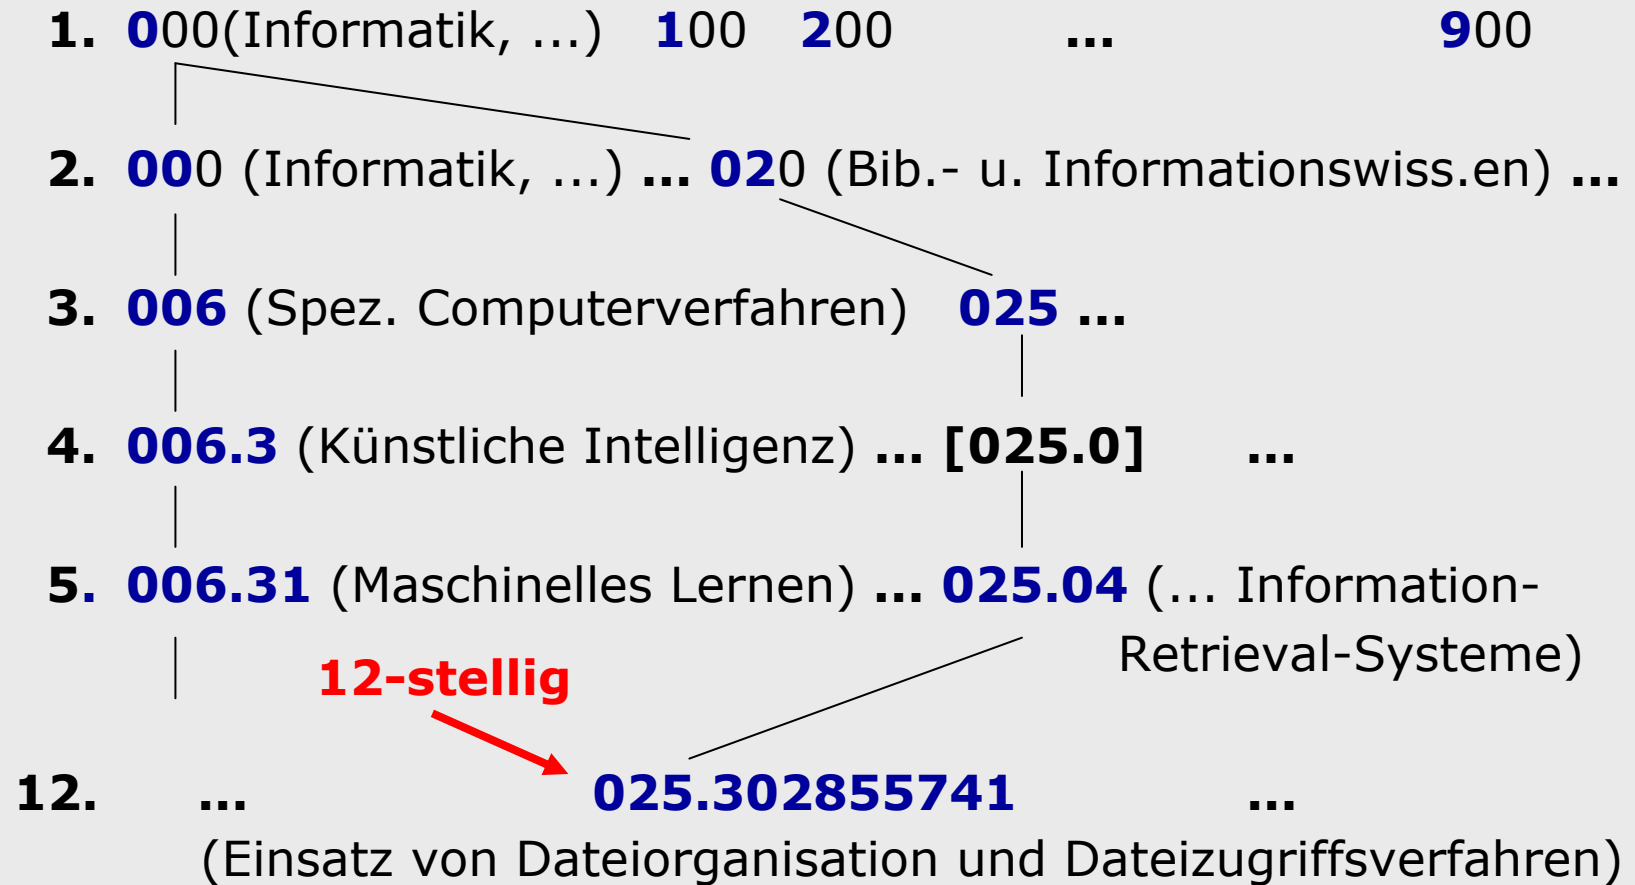 1. 000(Informatik, ...) 100 200 ... 900
2. 000 (Informatik, ...) ... 020 (Bib.- u. Informationswiss.en) ...
3. 006 (Spez. Computerverfahren) 025 ...
4. 006.3 (Künstliche Intelligenz) ... [025.0] ...
5. 006.31 (Maschinelles Lernen) ... 025.04 (... Information-
Retrieval-Systeme)
12-stellig
12. ... 025.302855741 ...
(Einsatz von Dateiorganisation und Dateizugriffsverfahren)